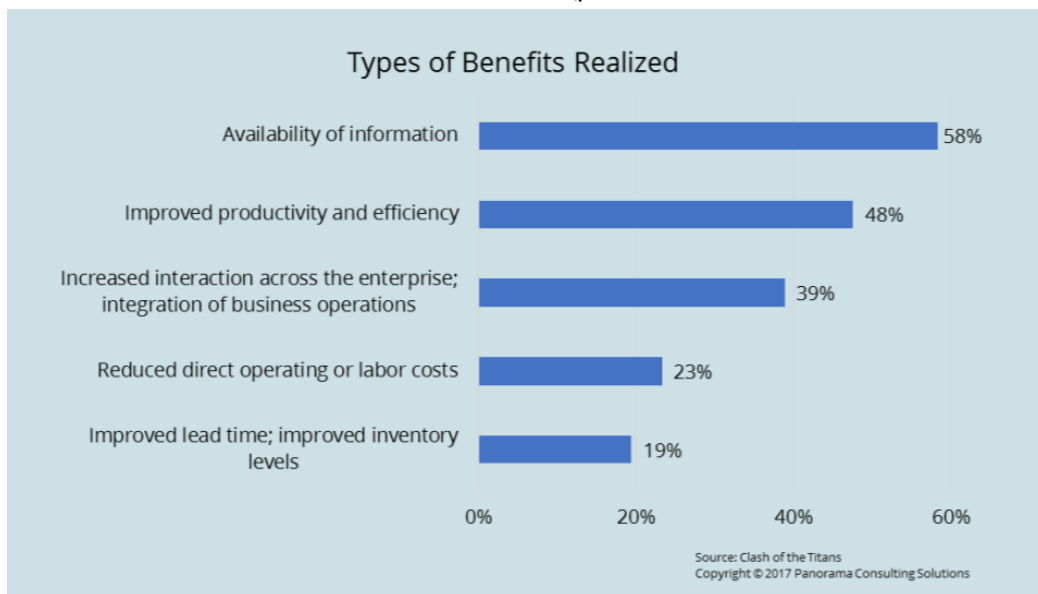 Types of Benefits Realized
Availability of information
58%
Improved productivity and efficiency
48%
Increased interaction across the enterprise;
integration of business operations
39%
Reduced direct operating or labor costs
23%
Improved lead time; improved inventory
levels
19%
0% 20% 40% 60%
Source: Clash of the Titans
Copyright © 2017 Panorama Consulting Solutions